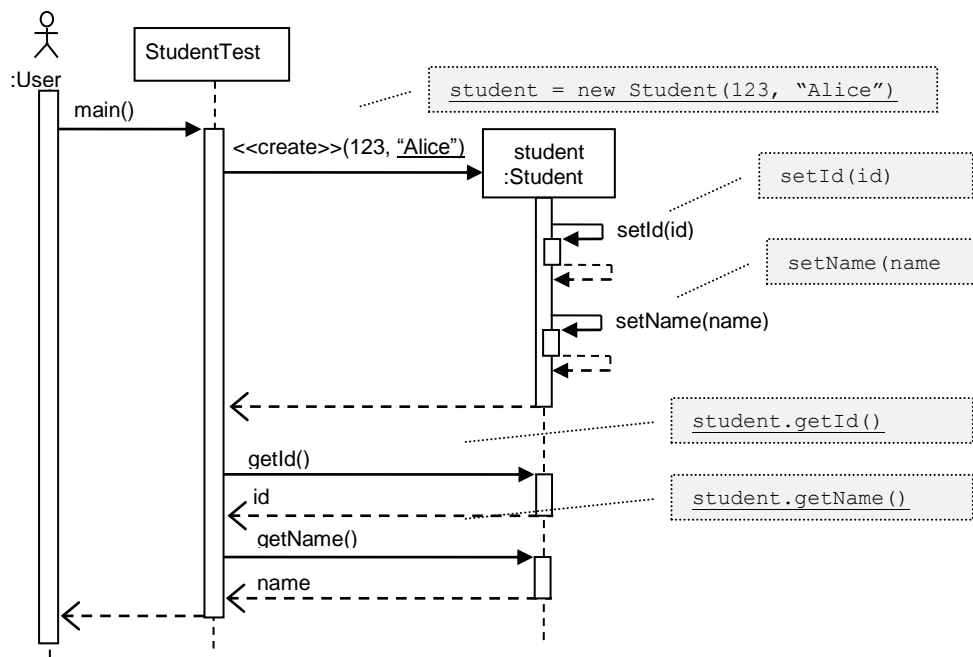 StudentTest
:User
student = new Student(123, “Alice”)
main()
<<create>>(123, “Alice”)
student
:Student
setId(id)
setId(id)
setName(name
setName(name)
student.getId()
getId()
id
student.getName()
getName()
name